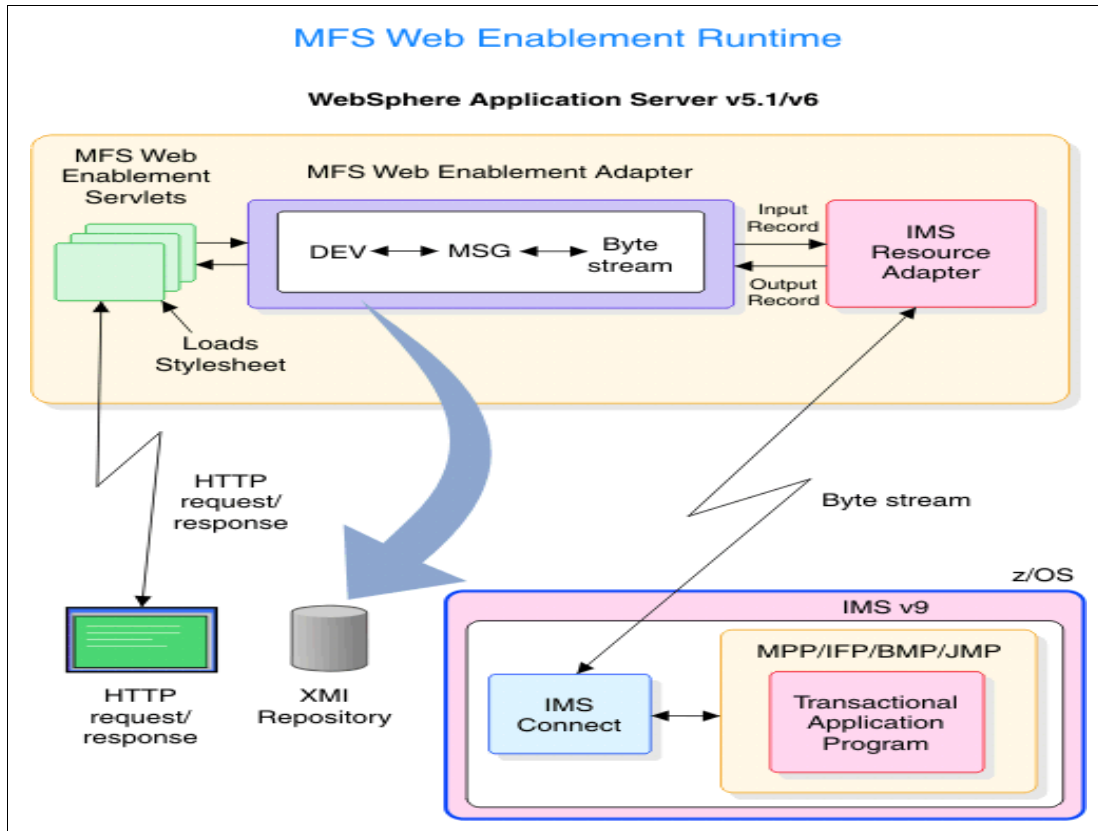 MFS Web Enablement Runtime
WebSphere Application Server v5.1/v6
MFS Web
Enablement
Servlets
MFS Web Enablement Adapter
DEV
MSG
Byte
stream
Input
Record
Output
Record
IMS
Resource
Adapter
Loads
Stylesheet
HTTP
request/
response
Byte stream
z/OS
IMS v9
HTTP
request/
response
XMI
Repository
IMS
Connect
MPP/IFP/BMP/JMP
Transactional
Application
Program